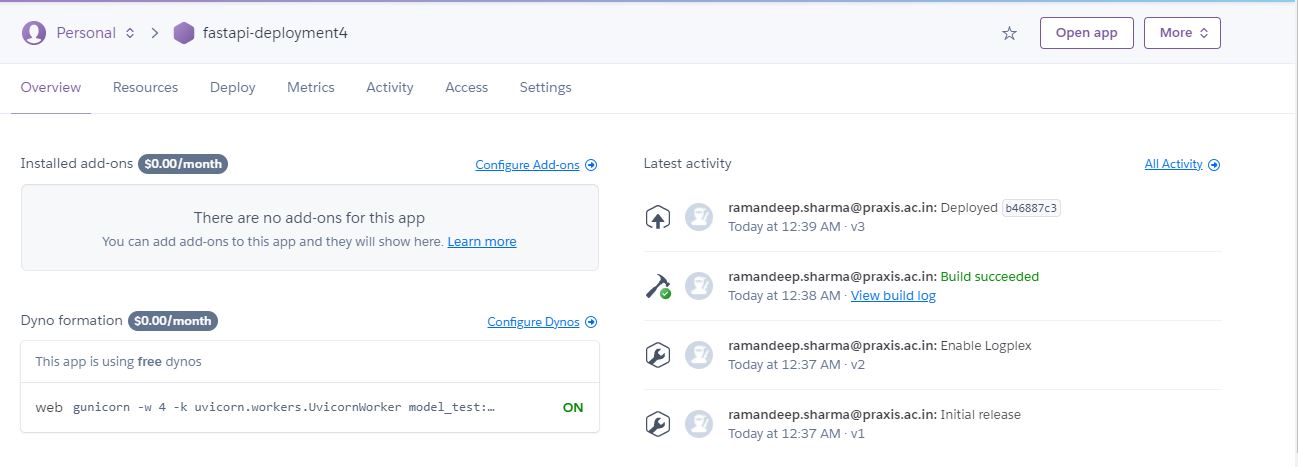 Personal fastapi-deployment4 Open app More
Overview Resources Deploy Metrics Activity Access Settings
Installed add-ons $0.00/month Configure Add-ons
There are no add-ons for this app
You can add add-ons to this app and they will show here. Learn more
Dyno formation $0.00/month Configure Dynos
This app is using free dynos
web gunicorn -w 4 -k uvicorn.workers.UvicornWorker model_test:… ON
Latest activity All Activity
ramandeep.sharma@praxis.ac.in: Deployed b46887c3
Today at 12:39 AM · v3
ramandeep.sharma@praxis.ac.in: Build succeeded
Today at 12:38 AM · View build log
ramandeep.sharma@praxis.ac.in: Enable Logplex
Today at 12:37 AM · v2
ramandeep.sharma@praxis.ac.in: Initial release
Today at 12:37 AM · v1